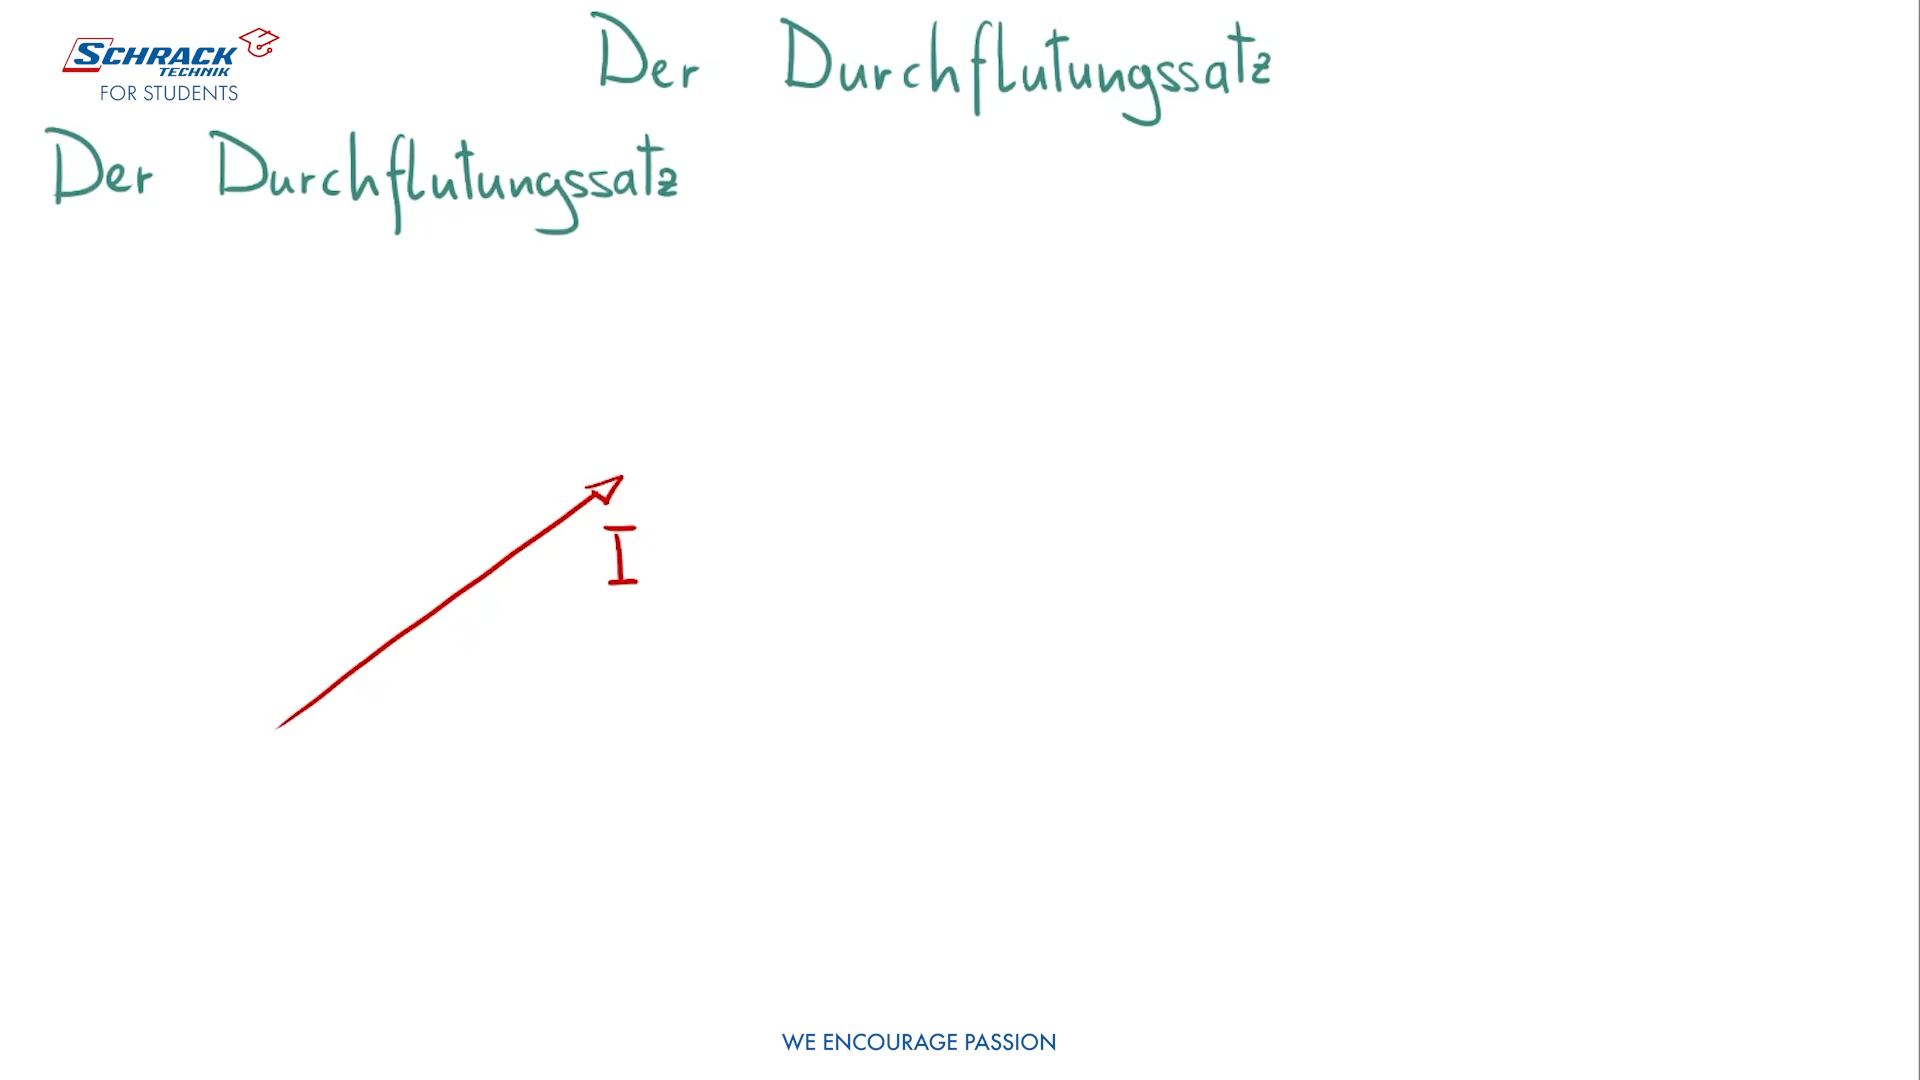 SCHRACK
TECHNIK
FOR STUDENTS
Der Durchflutungssatz
Der Durchflutungssatz
I
WE ENCOURAGE PASSION